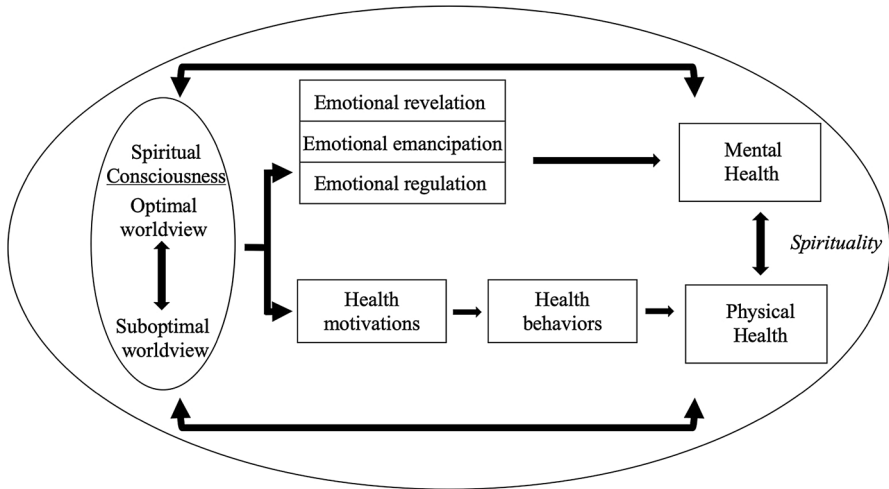 Spiritual
Consciousness
Optimal
worldview
Suboptimal
worldview
Emotional revelation
Emotional emancipation
Emotional regulation
Health
motivations
Health
behaviors
Mental
Health
Spirituality
Physical
Health